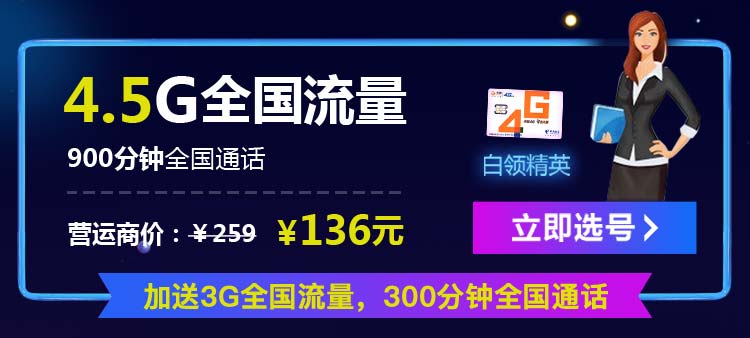 4.5G全国流量
900分钟全国通话
4G
4G
白领精英
营运商价：￥259 ￥136元
立即选号
加送3G全国流量，300分钟全国通话